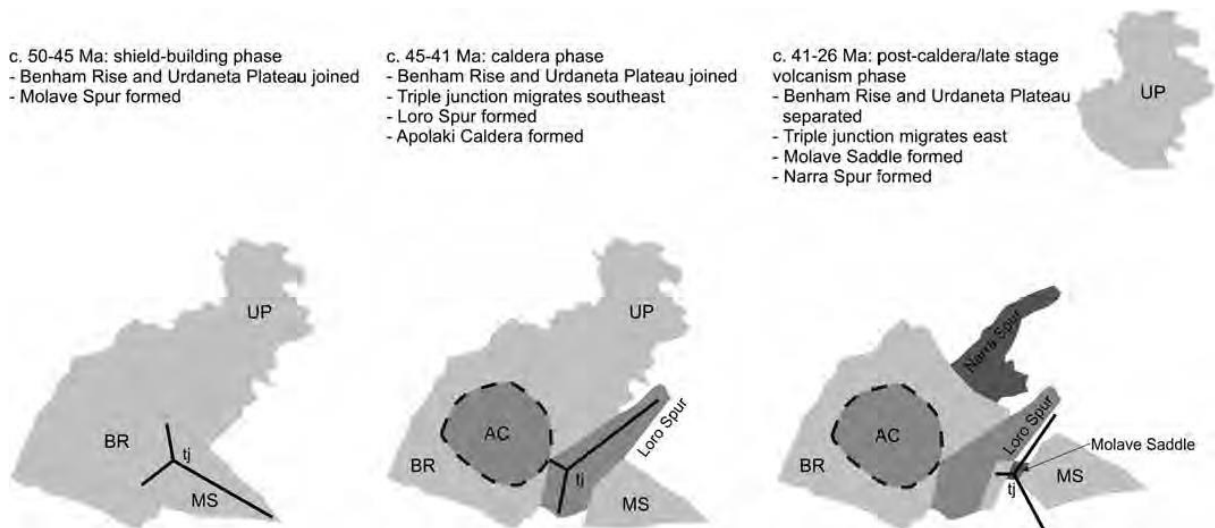 c. 50-45 Ma: shield-building phase
- Benham Rise and Urdaneta Plateau joined
- Molave Spur formed
c. 45-41 Ma: caldera phase
- Benham Rise and Urdaneta Plateau joined
- Triple junction migrates southeast
- Loro Spur formed
- Apolaki Caldera formed
c. 41-26 Ma: post-caldera/late stage
volcanism phase
- Benham Rise and Urdaneta Plateau
separated
- Triple junction migrates east
- Molave Saddle formed
- Narra Spur formed
UP
UP
BR
tj
MS
UP
AC
BR
tj
Loro Spur
MS
Narra Spur
AC
BR
Loro Spur
Molave Saddle
tj
MS